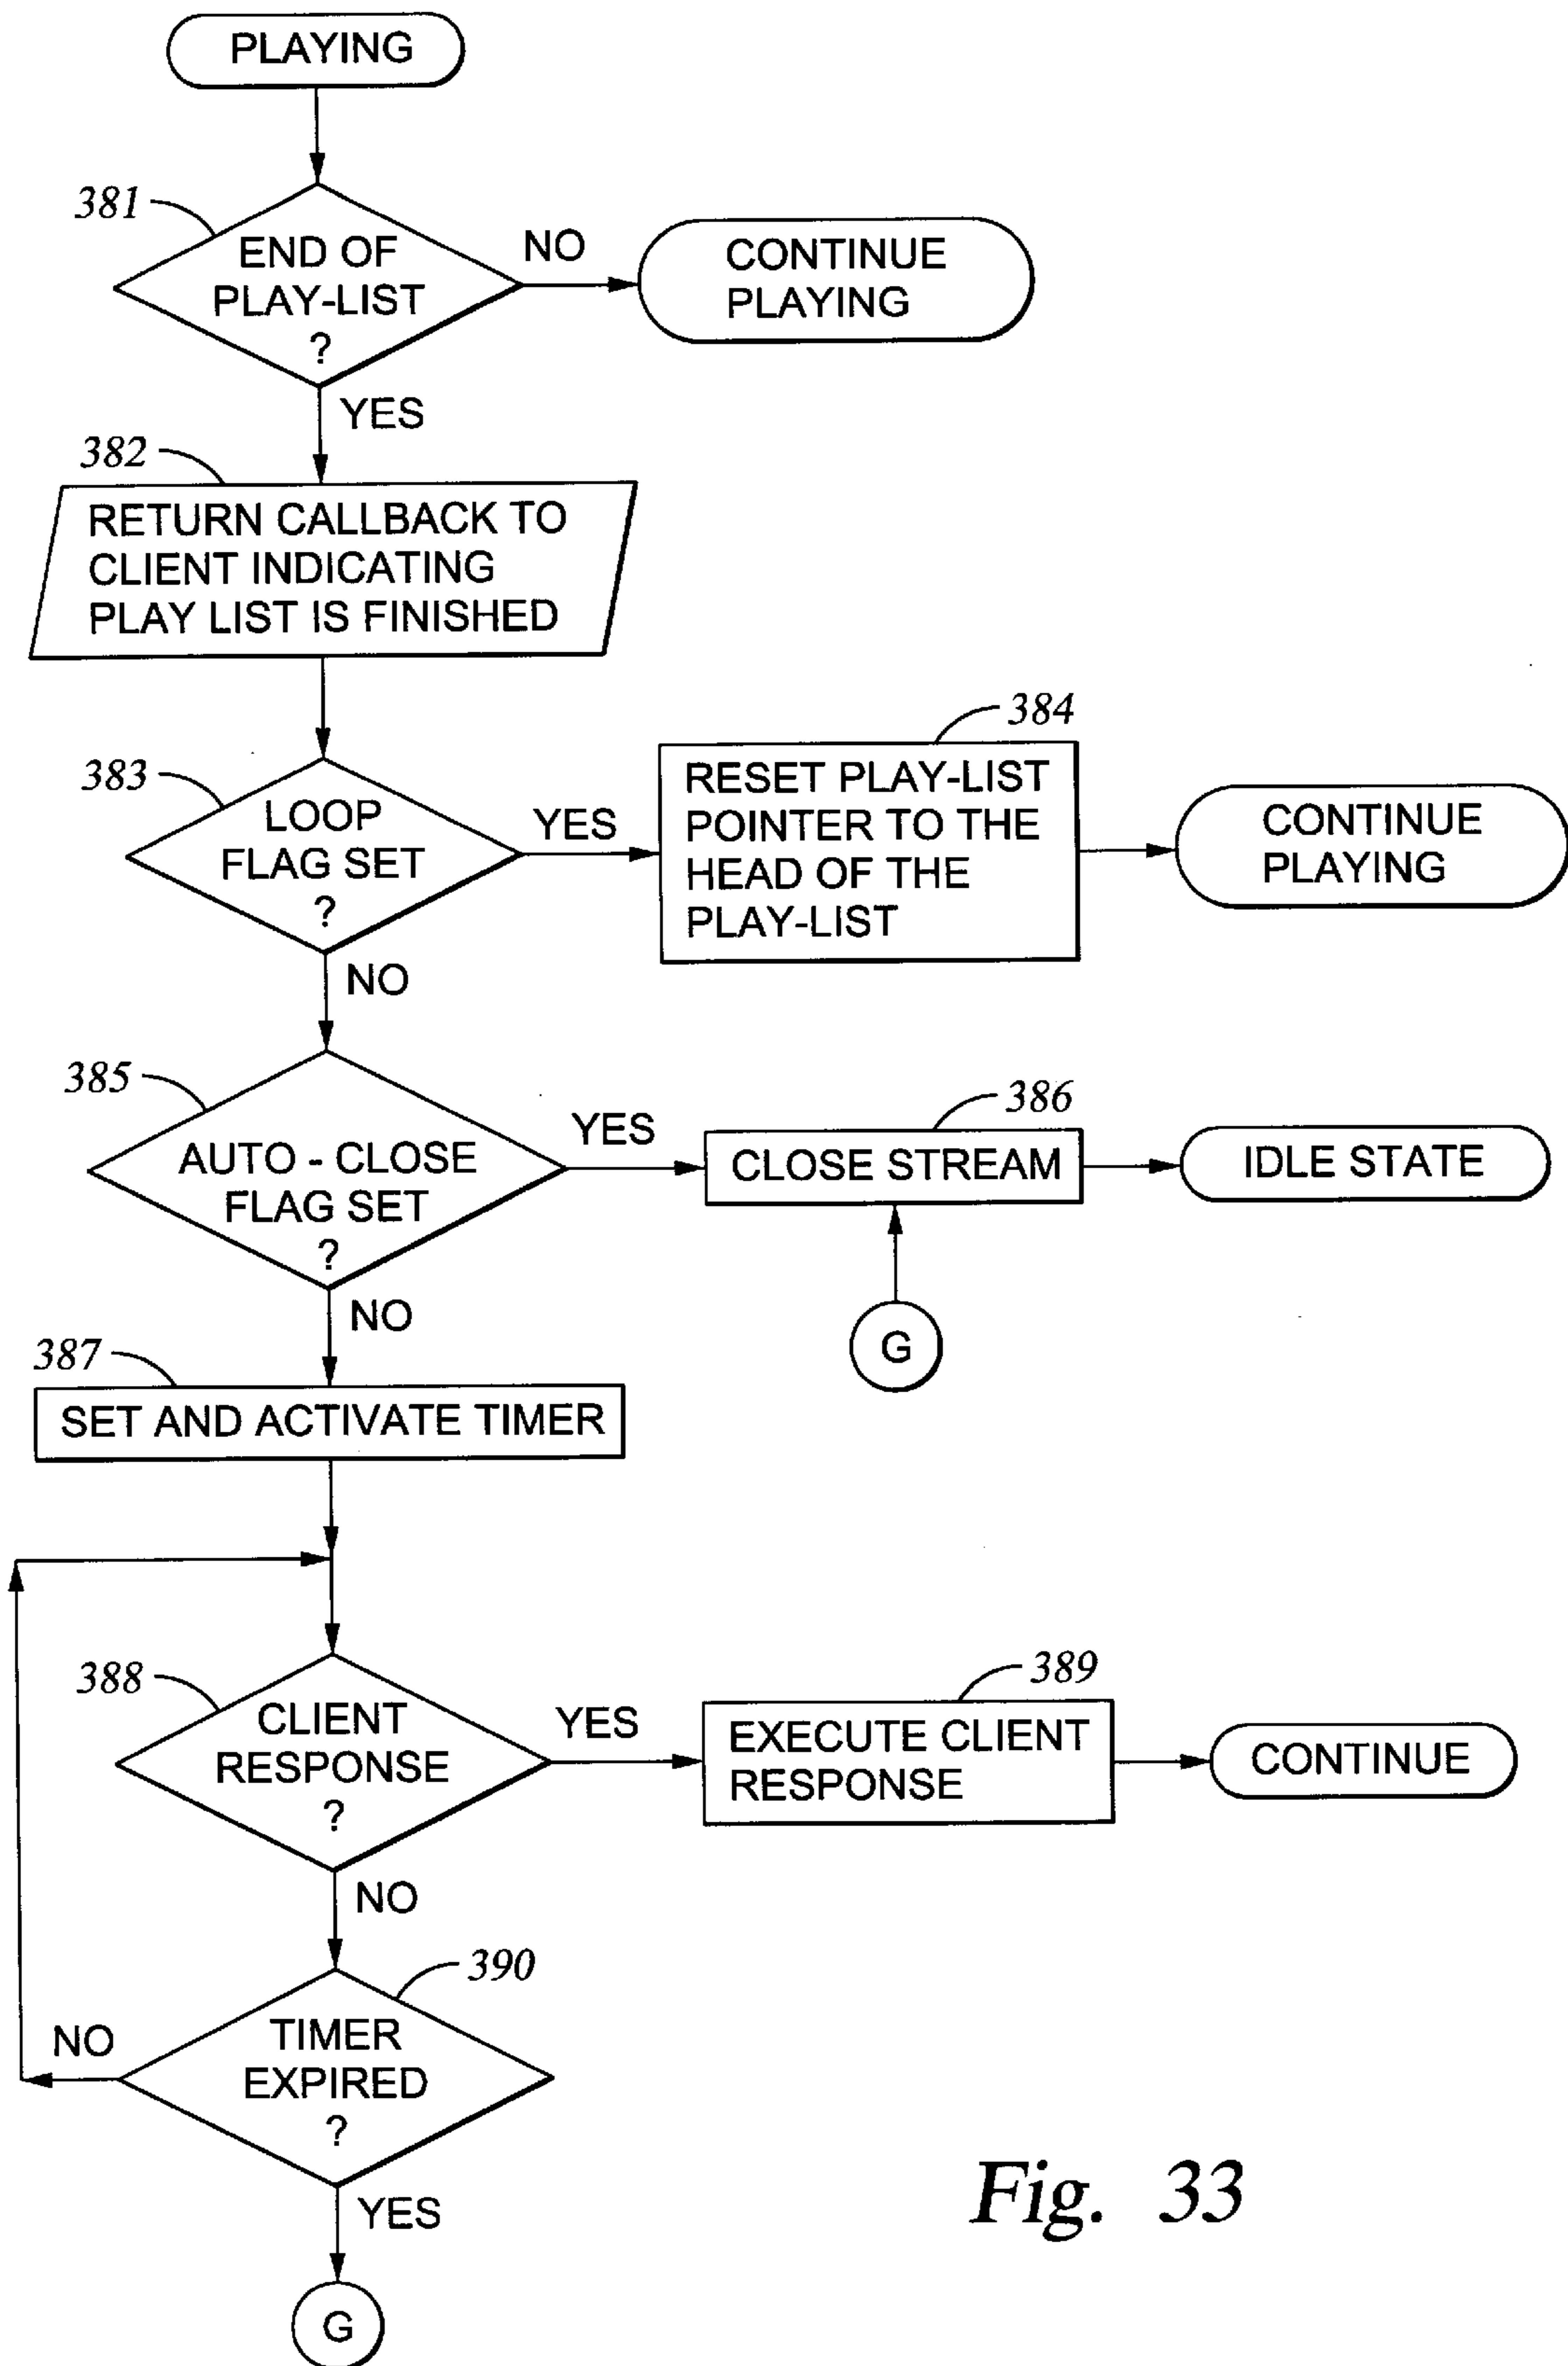 PLAYING
381
END OF
PLAY-LIST
?
NO
CONTINUE
PLAYING
YES
382
RETURN CALLBACK TO
CLIENT INDICATING
PLAY LIST IS FINISHED
383
LOOP
FLAG SET
?
YES
384
RESET PLAY-LIST
POINTER TO THE
HEAD OF THE
PLAY-LIST
CONTINUE
PLAYING
NO
385
AUTO - CLOSE
FLAG SET
?
YES
386
CLOSE STREAM
IDLE STATE
G
NO
387
SET AND ACTIVATE TIMER
388
CLIENT
RESPONSE
?
YES
389
EXECUTE CLIENT
RESPONSE
CONTINUE
NO
390
TIMER
EXPIRED
?
NO
YES
G
Fig. 33